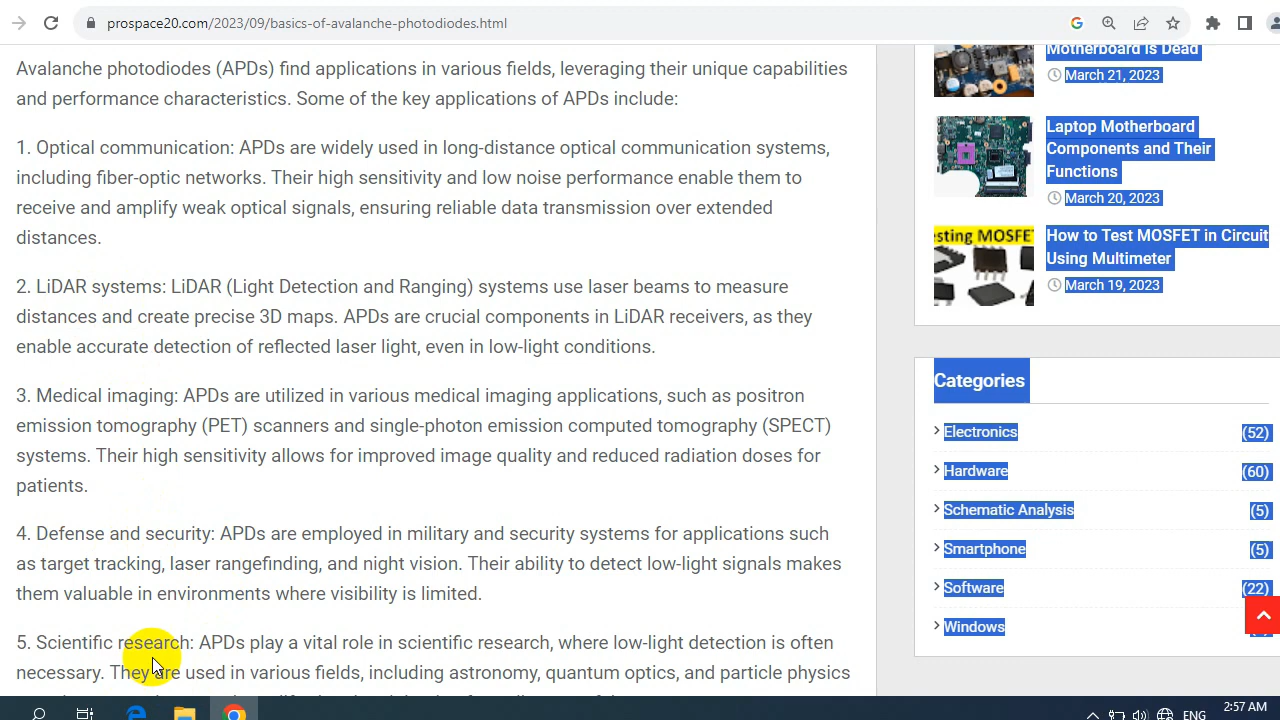 prospace20.com/2023/09/basics-of-avalanche-photodiodes.html
Avalanche photodiodes (APDs) find applications in various fields, leveraging their unique capabilities
and performance characteristics. Some of the key applications of APDs include:
1. Optical communication: APDs are widely used in long-distance optical communication systems,
including fiber-optic networks. Their high sensitivity and low noise performance enable them to
receive and amplify weak optical signals, ensuring reliable data transmission over extended
distances.
2. LiDAR systems: LiDAR (Light Detection and Ranging) systems use laser beams to measure
distances and create precise 3D maps. APDs are crucial components in LiDAR receivers, as they
enable accurate detection of reflected laser light, even in low-light conditions.
3. Medical imaging: APDs are utilized in various medical imaging applications, such as positron
emission tomography (PET) scanners and single-photon emission computed tomography (SPECT)
systems. Their high sensitivity allows for improved image quality and reduced radiation doses for
patients.
4. Defense and security: APDs are employed in military and security systems for applications such
as target tracking, laser rangefinding, and night vision. Their ability to detect low-light signals makes
them valuable in environments where visibility is limited.
5. Scientific research: APDs play a vital role in scientific research, where low-light detection is often
necessary. They are used in various fields, including astronomy, quantum optics, and particle physics
Motherboard Is Dead
March 21, 2023
Laptop Motherboard
Components and Their
Functions
March 20, 2023
esting MOSFET
How to Test MOSFET in Circuit
Using Multimeter
March 19, 2023
Categories
Electronics (52)
Hardware (60)
Schematic Analysis (5)
Smartphone (5)
Software (22)
Windows
ENG
2:57 AM